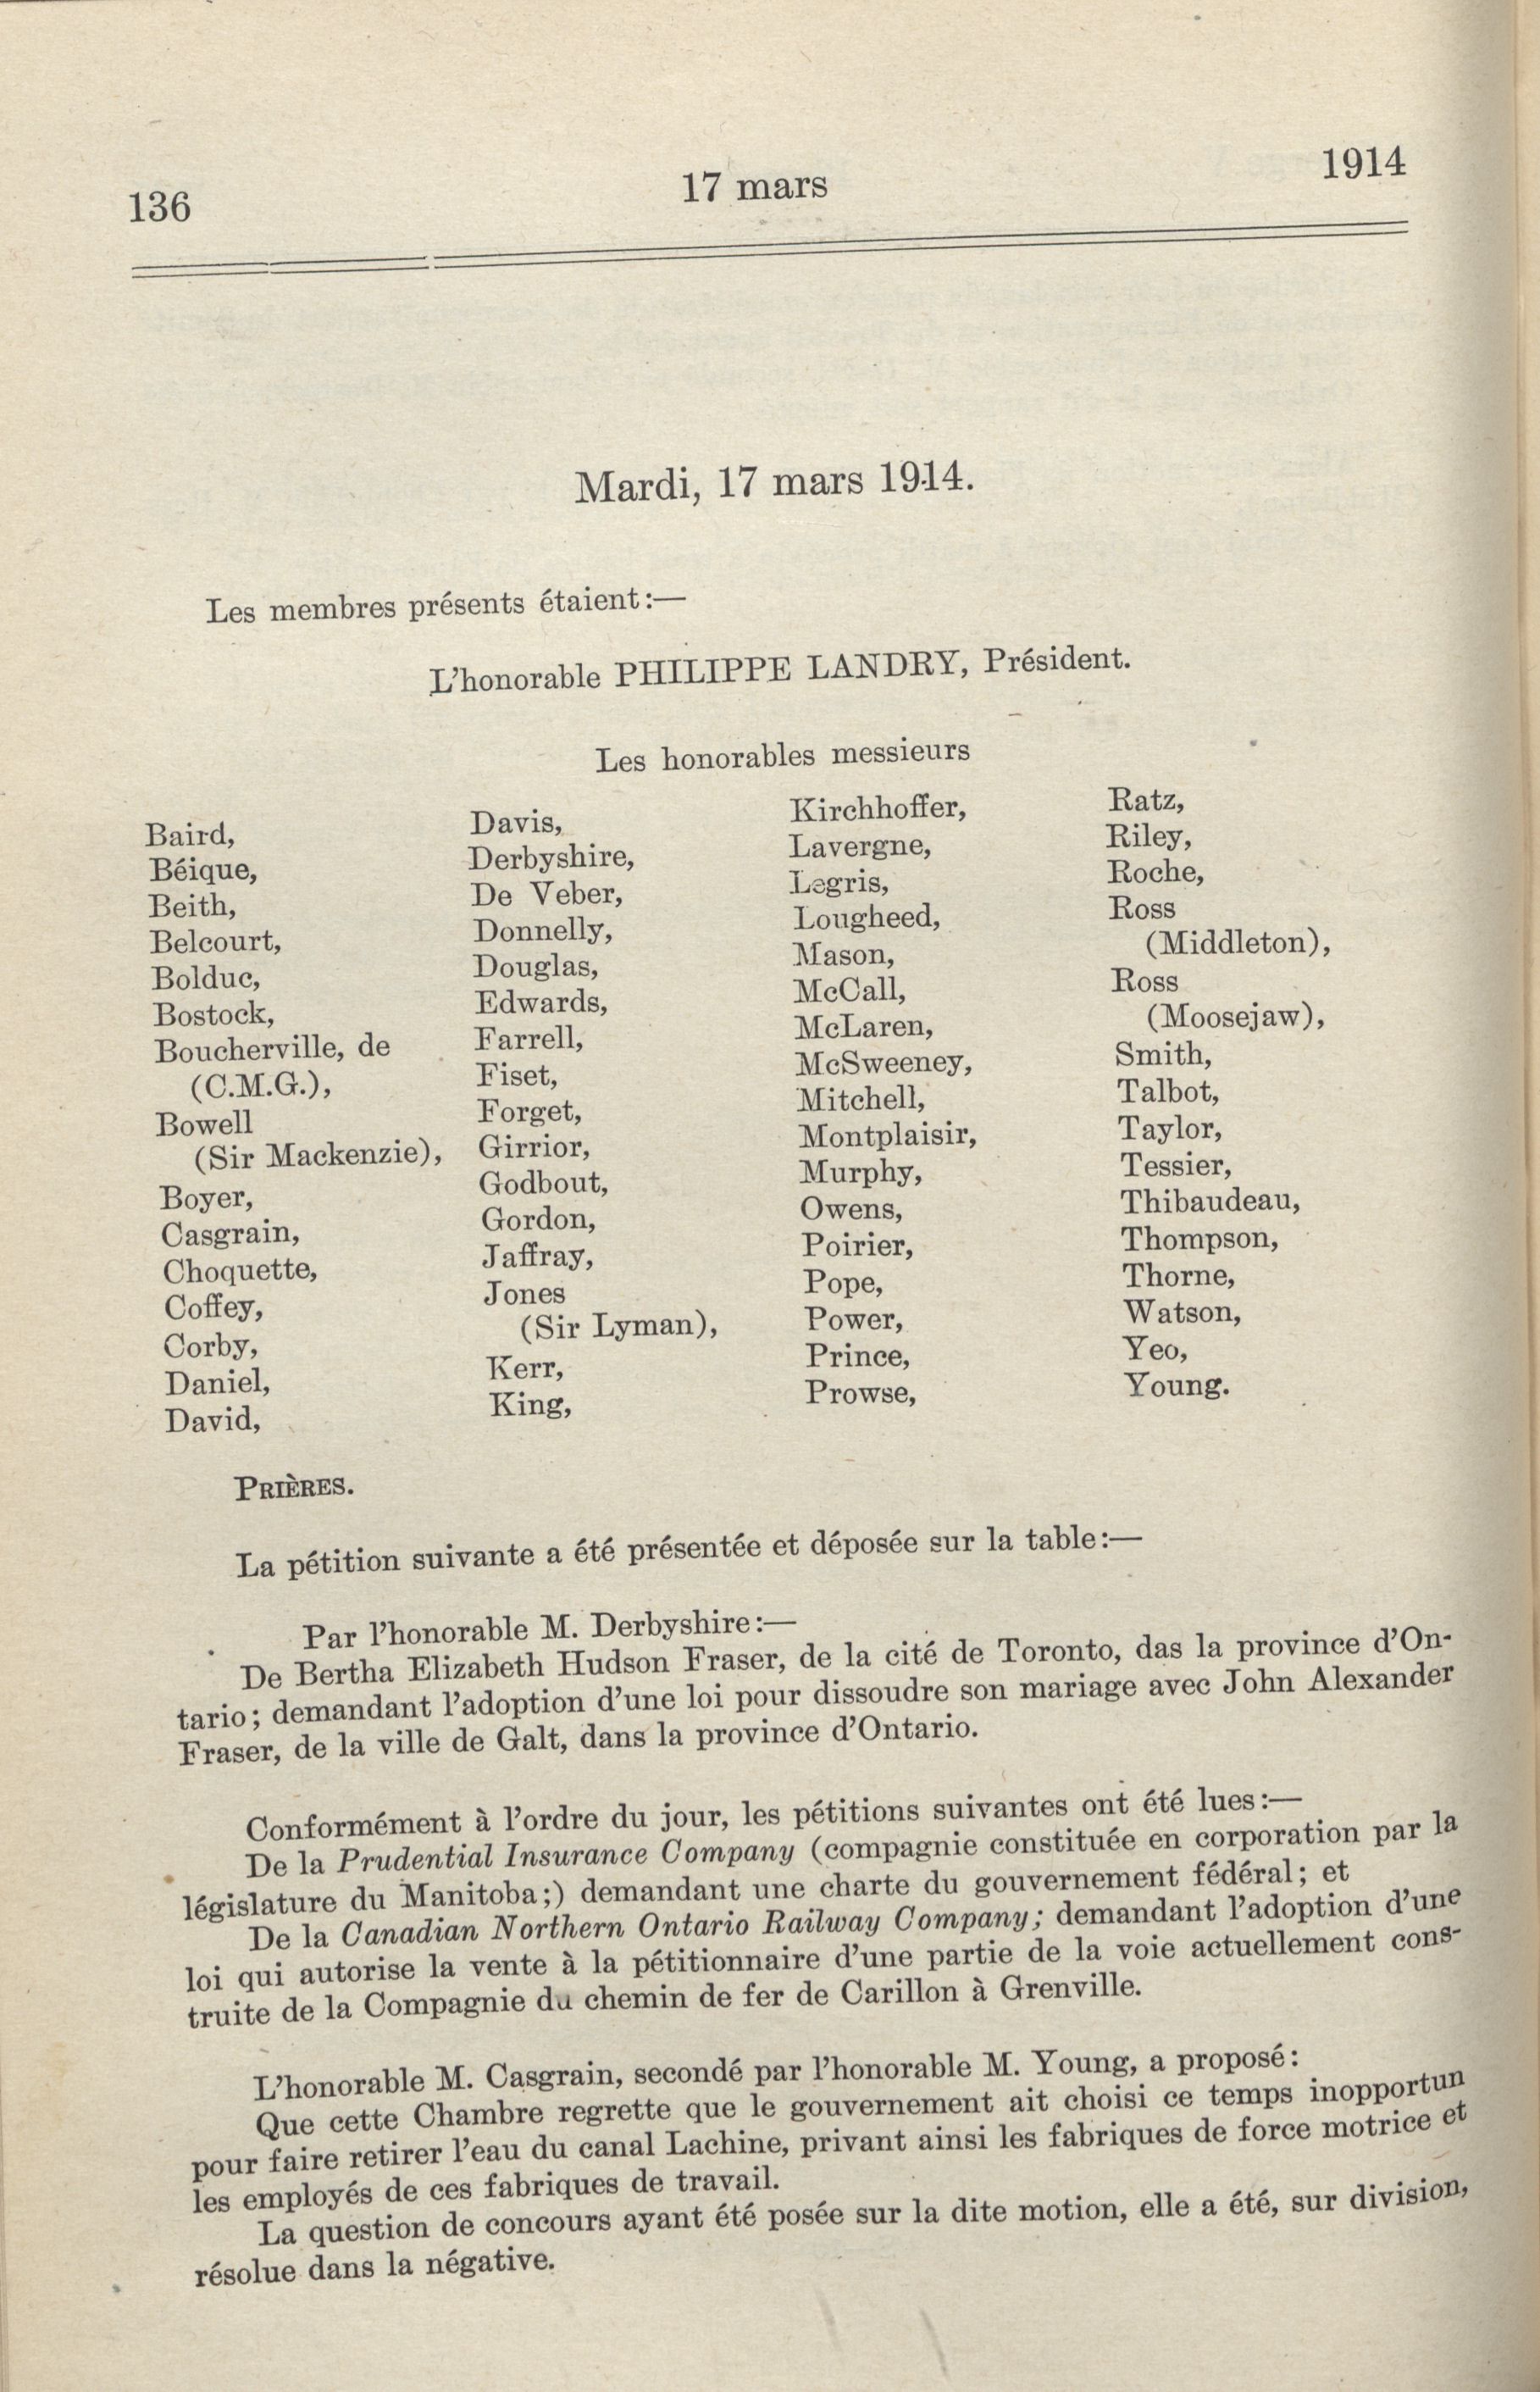 136
17 mars
1914
Mardi, 17 mars 1914.
Les membres présents étaient:—
L'honorable PHILIPPE LANDRY, Président.
Les honorables messieurs
Baird,
Béique,
Beith,
Belcourt,
Bolduc,
Bostock,
Boucherville, de
(C.M.G.),
Bowell
(Sir Mackenzie),
Boyer,
Casgrain,
Choquette,
Coffey,
Corby,
Daniel,
David,
Davis,
Derbyshire,
De Veber,
Donnelly,
Douglas,
Edwards,
Farrell,
Fiset,
Forget,
Girrior,
Godbout,
Gordon,
Jaffray,
Jones
(Sir Lyman),
Kerr,
King,
Kirchhoffer,
Lavergne,
Legris,
Lougheed,
Mason,
McCall,
McLaren,
McSweeney,
Mitchell,
Montplaisir,
Murphy,
Owens,
Poirier,
Pope,
Power,
Prince,
Prowse,
Ratz,
Riley,
Roche,
Ross
(Middleton),
Ross
(Moosejaw),
Smith,
Talbot,
Taylor,
Tessier,
Thibaudeau,
Thompson,
Thorne,
Watson,
Yeo,
Young.
PRIÈRES.
La pétition suivante a été présentée et déposée sur la table:—
Par l'honorable M. Derbyshire:—
De Bertha Elizabeth Hudson Fraser, de la cité de Toronto, das la province d'On-
tario; demandant l'adoption d'une loi pour dissoudre son mariage avec John Alexander
Fraser, de la ville de Galt, dans la province d'Ontario.
Conformément à l'ordre du jour, les pétitions suivantes ont été lues:—
De la Prudential Insurance Company (compagnie constituée en corporation par la
législature du Manitoba;) demandant une charte du gouvernement fédéral; et
De la Canadian Northern Ontario Railway Company; demandant l'adoption d'une
loi qui autorise la vente à la pétitionnaire d'une partie de la voie actuellement cons-
truite de la Compagnie du chemin de fer de Carillon à Grenville.
L'honorable M. Casgrain, secondé par l'honorable M. Young, a proposé:
Que cette Chambre regrette que le gouvernement ait choisi ce temps inopportun
pour faire retirer l'eau du canal Lachine, privant ainsi les fabriques de force motrice et
les employés de ces fabriques de travail.
La question de concours ayant été posée sur la dite motion, elle a été, sur division,
résolue dans la négative.